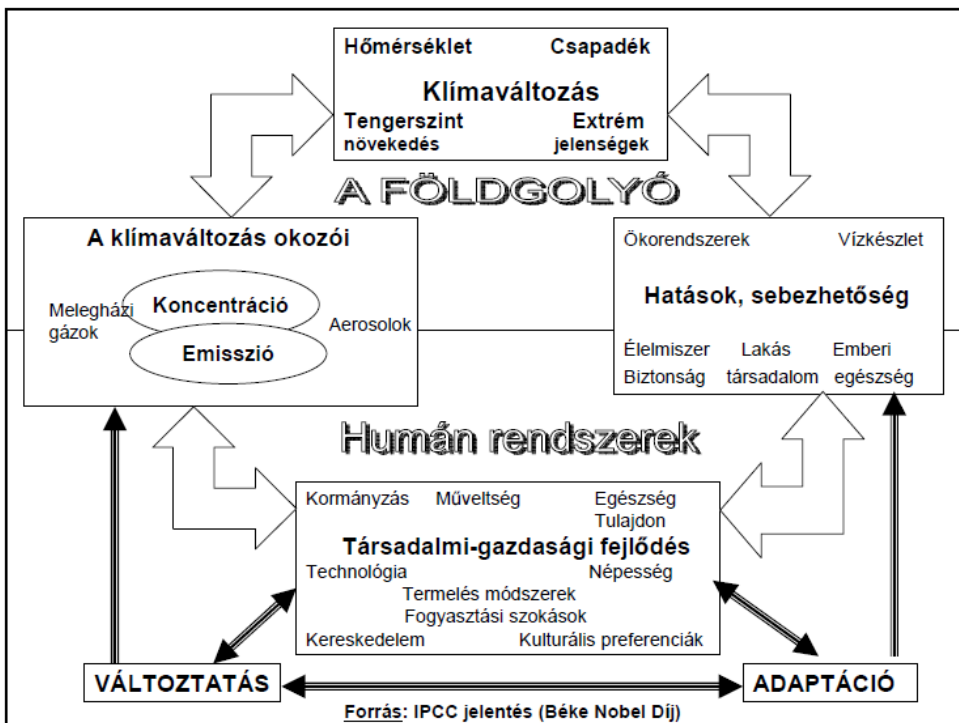 Hőmérséklet Csapadék
Klímaváltozás
Tengerszint Extrém
növekedés jelenségek
A FÖLDGOLYÓ
A klímaváltozás okozói
Koncentráció
Melegházi
gázok
Aerosolok
Emisszió
Ökorendszerek Vízkészlet
Hatások, sebezhetőség
Élelmiszer Lakás Emberi
Biztonság társadalom egészség
Humán rendszerek
Kormányzás Műveltség Egészség
Tulajdon
Társadalmi-gazdasági fejlődés
Technológia Népesség
Termelés módszerek
Fogyasztási szokások
Kereskedelem Kulturális preferenciák
VÁLTOZTATÁS
ADAPTÁCIÓ
Forrás: IPCC jelentés (Béke Nobel Díj)